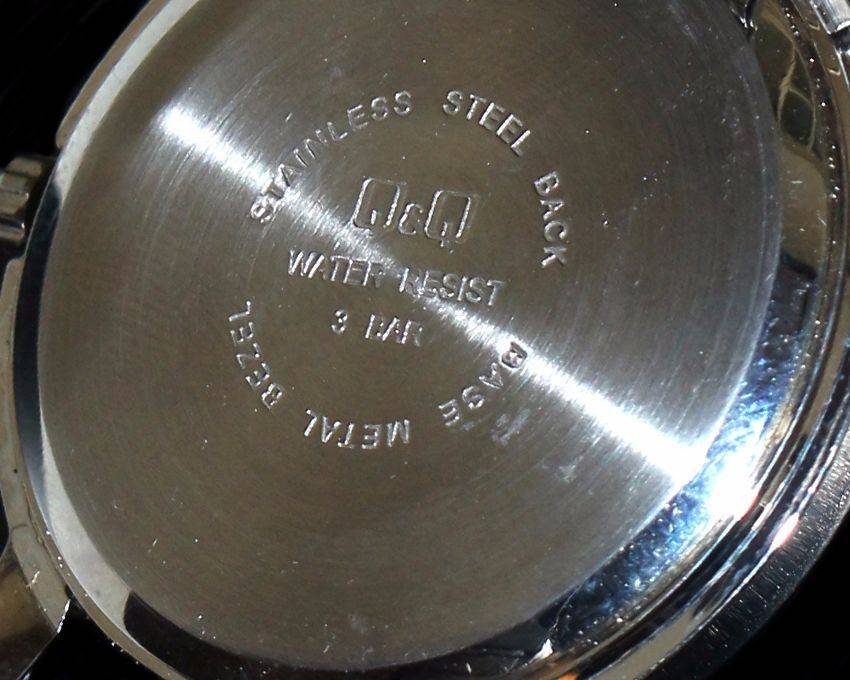 STAINLESS STEEL BACK
Q&Q
WATER RESIST
3 BAR
BASE METAL BEZEL